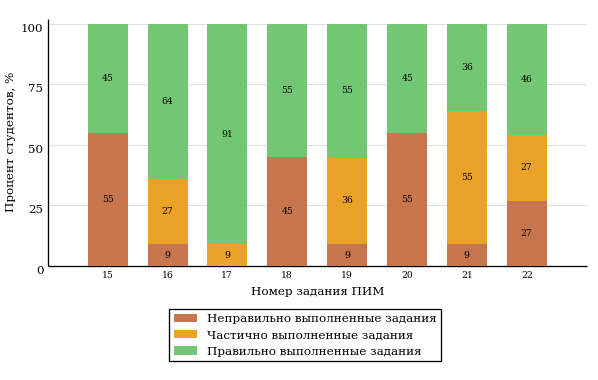 Процент студентов, %
100
75
50
25
0
45 64 91 55 55 45 36 46
55 27 9 45 36 55 55 27
9 9 9 27
15 16 17 18 19 20 21 22
Номер задания ПИМ
Неправильно выполненные задания
Частично выполненные задания
Правильно выполненные задания